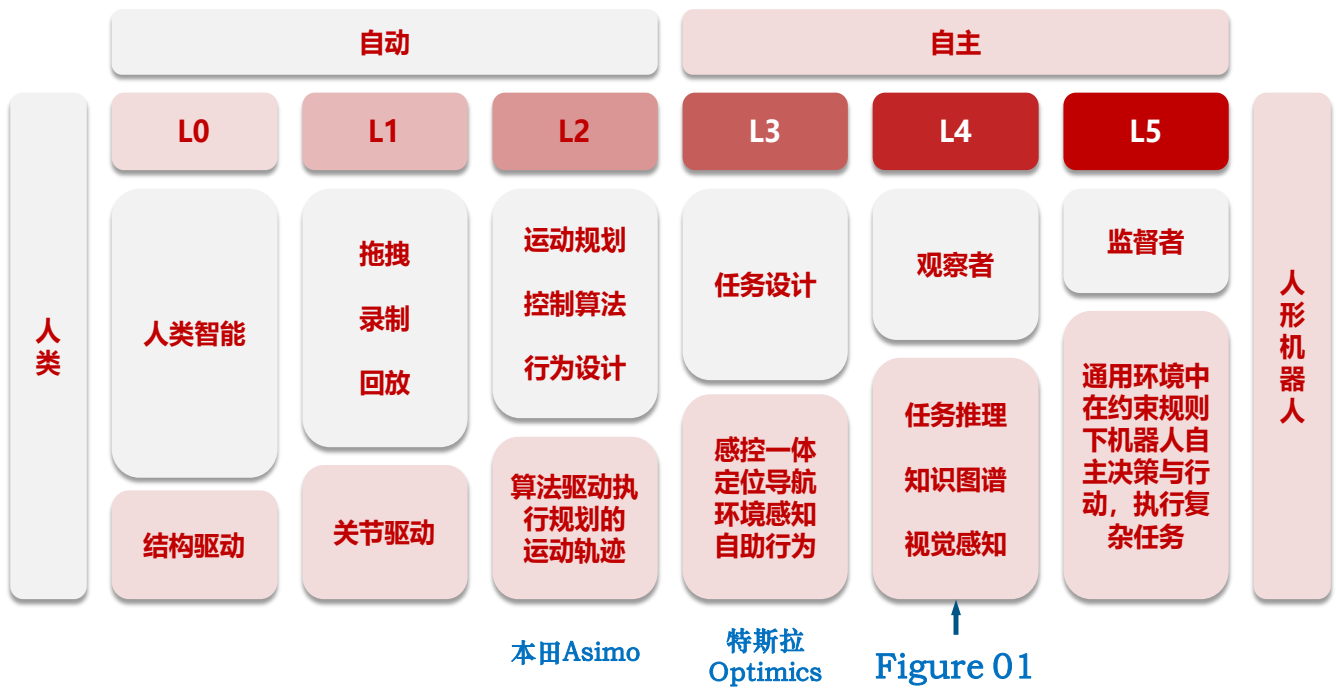 自动
自主
L0
L1
L2
L3
L4
L5
人
类
人类智能
结构驱动
拖拽
录制
回放
关节驱动
运动规划
控制算法
行为设计
算法驱动执
行规划的
运动轨迹
任务设计
感控一体
定位导航
环境感知
自助行为
观察者
任务推理
知识图谱
视觉感知
监督者
通用环境中
在约束规则
下机器人自
主决策与行
动，执行复
杂任务
人
形
机
器
人
本田Asimo
特斯拉
Optimics
Figure 01